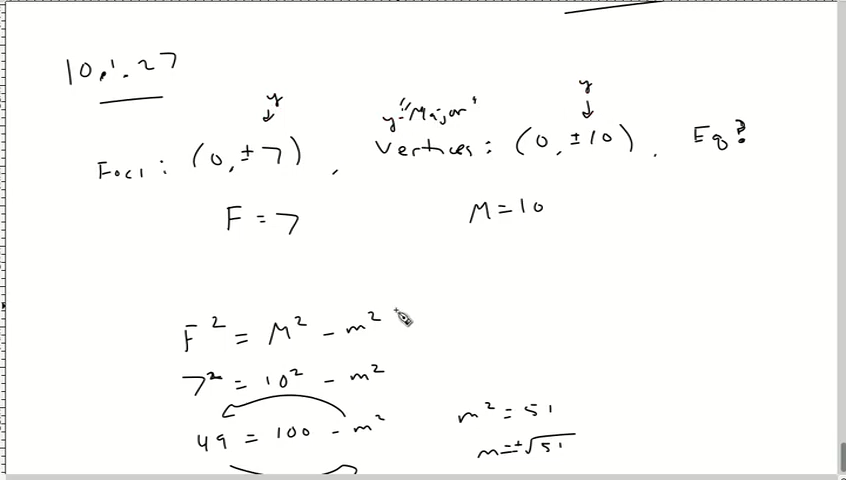 10.1.27
y y
y-"Major"
Foci: (0, ±7), Vertices: (0, ±10). Eq?
F = 7 M = 10
F² = M² - m²
7² = 10² - m²
49 = 100 - m² m² = 51
m = ±√51